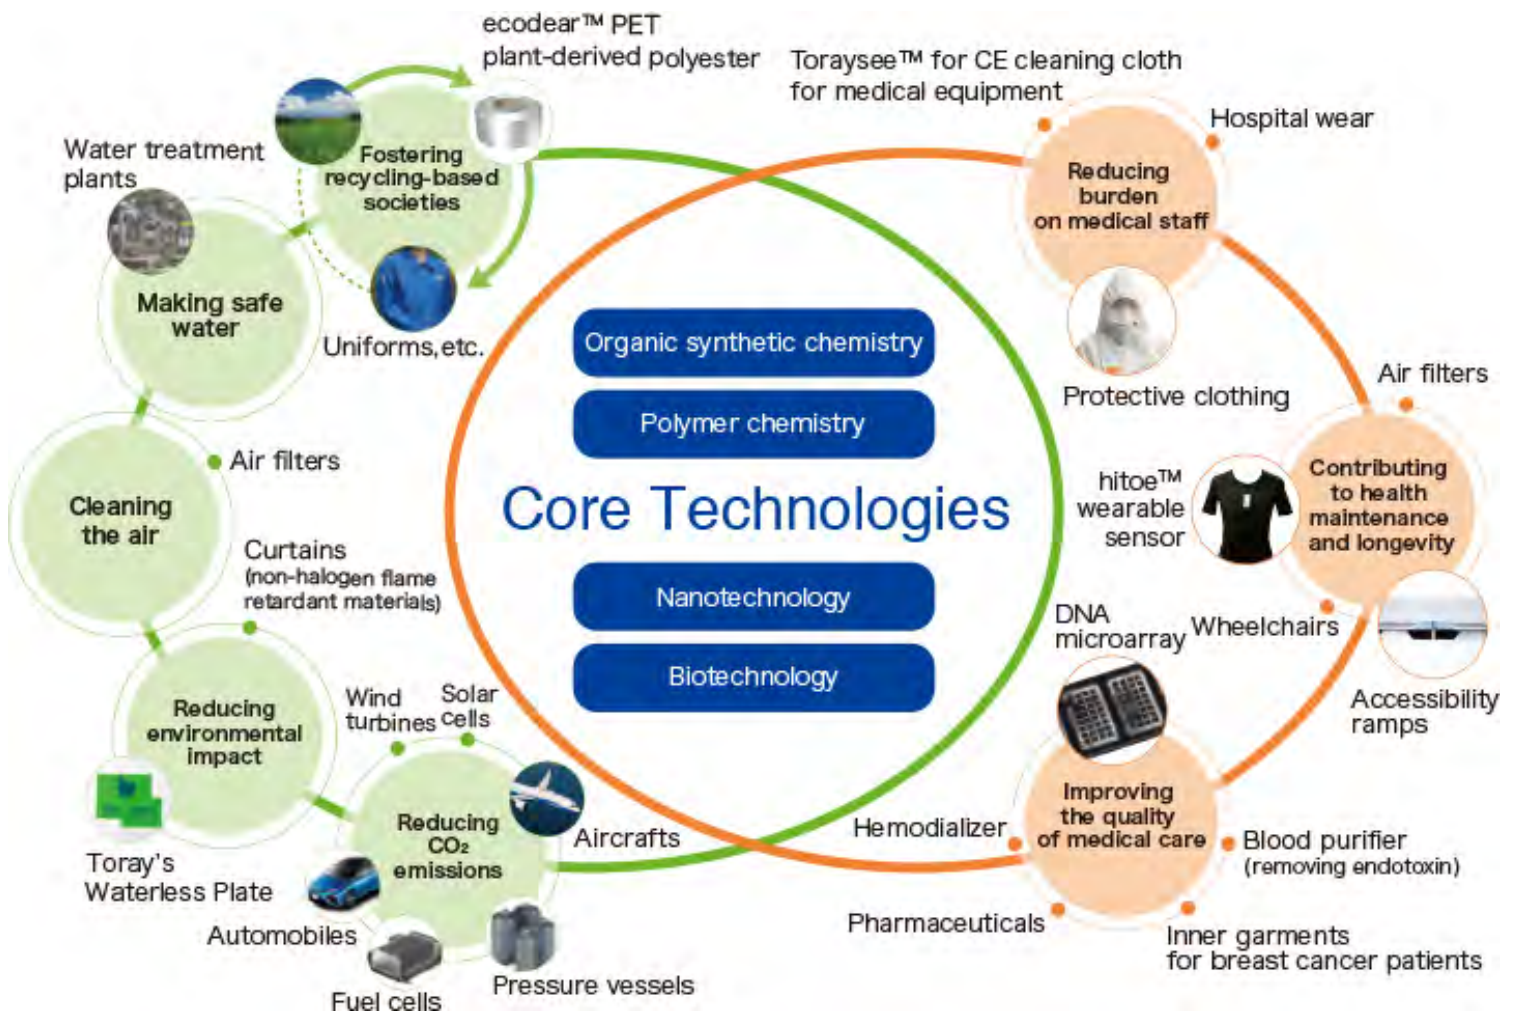 ecodear™ PET
plant-derived polyester
Fostering
recycling-based
societies
Uniforms, etc.
Water treatment
plants
Making safe
water
Cleaning
the air
Air filters
Curtains
(non-halogen flame
retardant materials)
Reducing
environmental
impact
Toray's
Waterless Plate
Wind
turbines
Solar
cells
Reducing
CO₂
emissions
Aircrafts
Automobiles
Fuel cells
Pressure vessels
Organic synthetic chemistry
Polymer chemistry
Core Technologies
Nanotechnology
Biotechnology
Toraysee™ for CE cleaning cloth
for medical equipment
Hospital wear
Reducing
burden
on medical staff
Protective clothing
Air filters
hitoe™
wearable
sensor
Contributing
to health
maintenance
and longevity
Wheelchairs
Accessibility
ramps
DNA
microarray
Improving
the quality
of medical care
Hemodializer
Blood purifier
(removing endotoxin)
Pharmaceuticals
Inner garments
for breast cancer patients